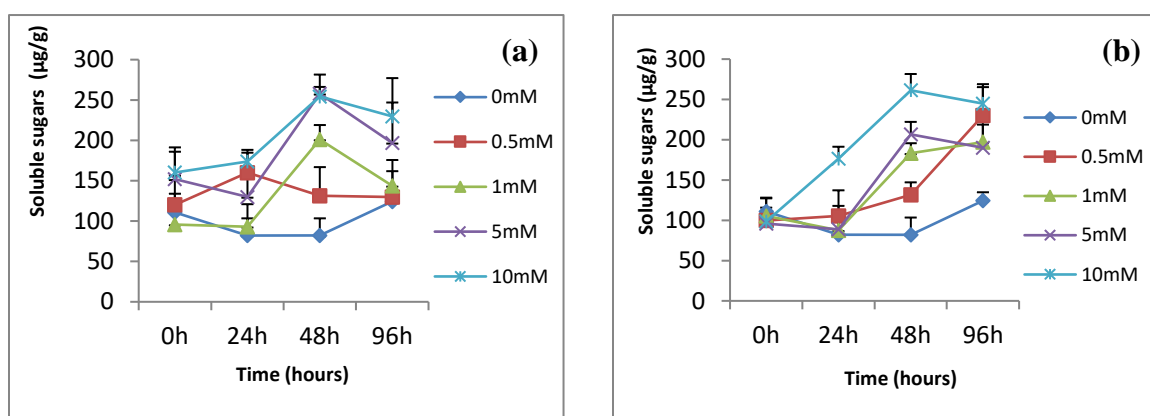 (a)
Soluble sugars (µg/g)
300
250
200
150
100
50
0
0h 24h 48h 96h
Time (hours)
0mM
0.5mM
1mM
5mM
10mM
(b)
Soluble sugars (µg/g)
300
250
200
150
100
50
0
0h 24h 48h 96h
Time (hours)
0mM
0.5mM
1mM
5mM
10mM